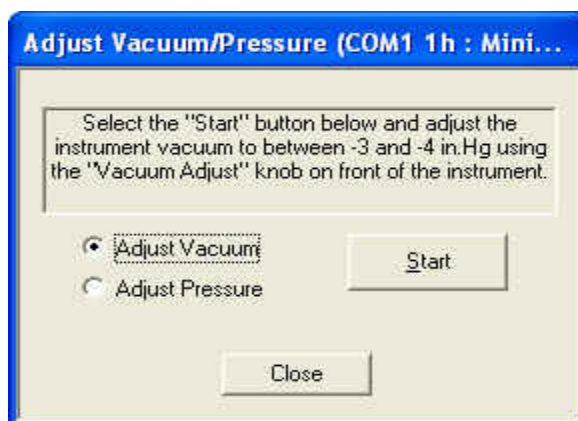 Adjust Vacuum/Pressure (COM1 1h : Mini...
Select the "Start" button below and adjust the
instrument vacuum to between -3 and -4 in.Hg using
the "Vacuum Adjust" knob on front of the instrument.
Adjust Vacuum
Start
Adjust Pressure
Close